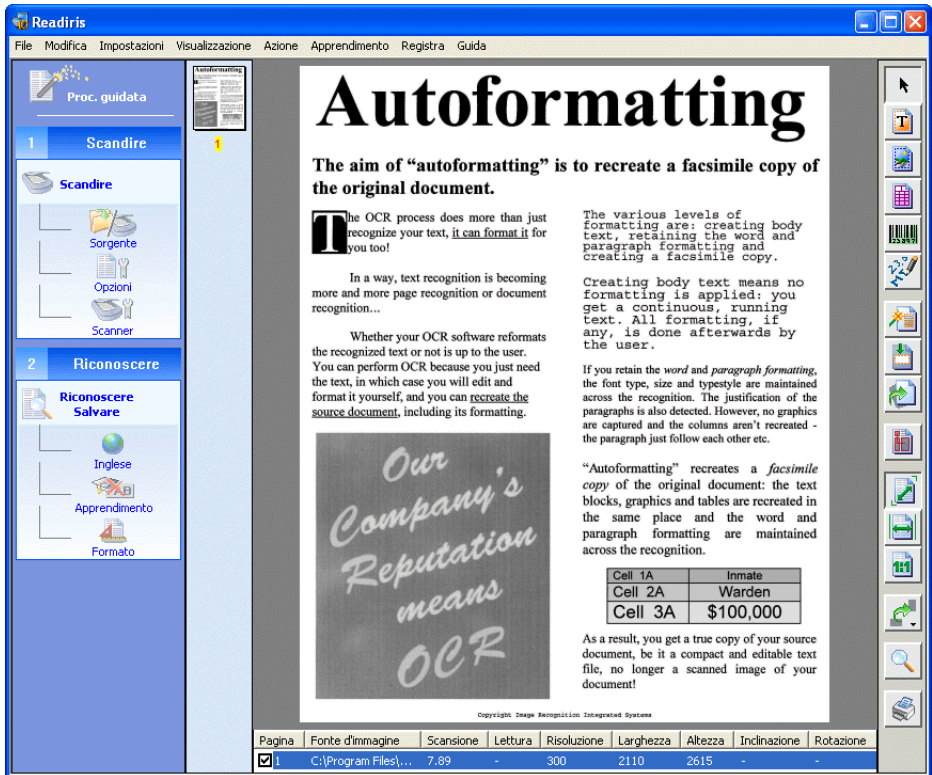 Readiris
File Modifica Impostazioni Visualizzazione Azione Apprendimento Registra Guida
Proc. guidata
1 Scandire
Scandire
Sorgente
Opzioni
Scanner
2 Riconoscere
Riconoscere
Salvare
Inglese
Apprendimento
Formato
1
Autoformatting
The aim of “autoformatting” is to recreate a facsimile copy of
the original document.
The OCR process does more than just
recognize your text, it can format it for
you too!
In a way, text recognition is becoming
more and more page recognition or document
recognition...
Whether your OCR software reformats
the recognized text or not is up to the user.
You can perform OCR because you just need
the text, in which case you will edit and
format it yourself, and you can recreate the
source document, including its formatting.
Our
Company's
Reputation
means
OCR
The various levels of
formatting are: creating body
text, retaining the word and
paragraph formatting and
creating a facsimile copy.
Creating body text means no
formatting is applied: you
get a continuous, running
text. All formatting, if
any, is done afterwards by
the user.
If you retain the word and paragraph formatting,
the font type, size and typestyle are maintained
across the recognition. The justification of the
paragraphs is also detected. However, no graphics
are captured and the columns aren’t recreated -
the paragraph just follow each other etc.
“Autoformatting” recreates a facsimile
copy of the original document: the text
blocks, graphics and tables are recreated in
the same place and the word and
paragraph formatting are maintained
across the recognition.
Cell 1A Inmate
Cell 2A Warden
Cell 3A $100,000
As a result, you get a true copy of your source
document, be it a compact and editable text
file, no longer a scanned image of your
document!
Copyright Image Recognition Integrated Systems
Pagina Fonte d'immagine Scansione Lettura Risoluzione Larghezza Altezza Inclinazione Rotazione
1 C:\Program Files\... 7.89 - 300 2110 2615 - -
T
1:1